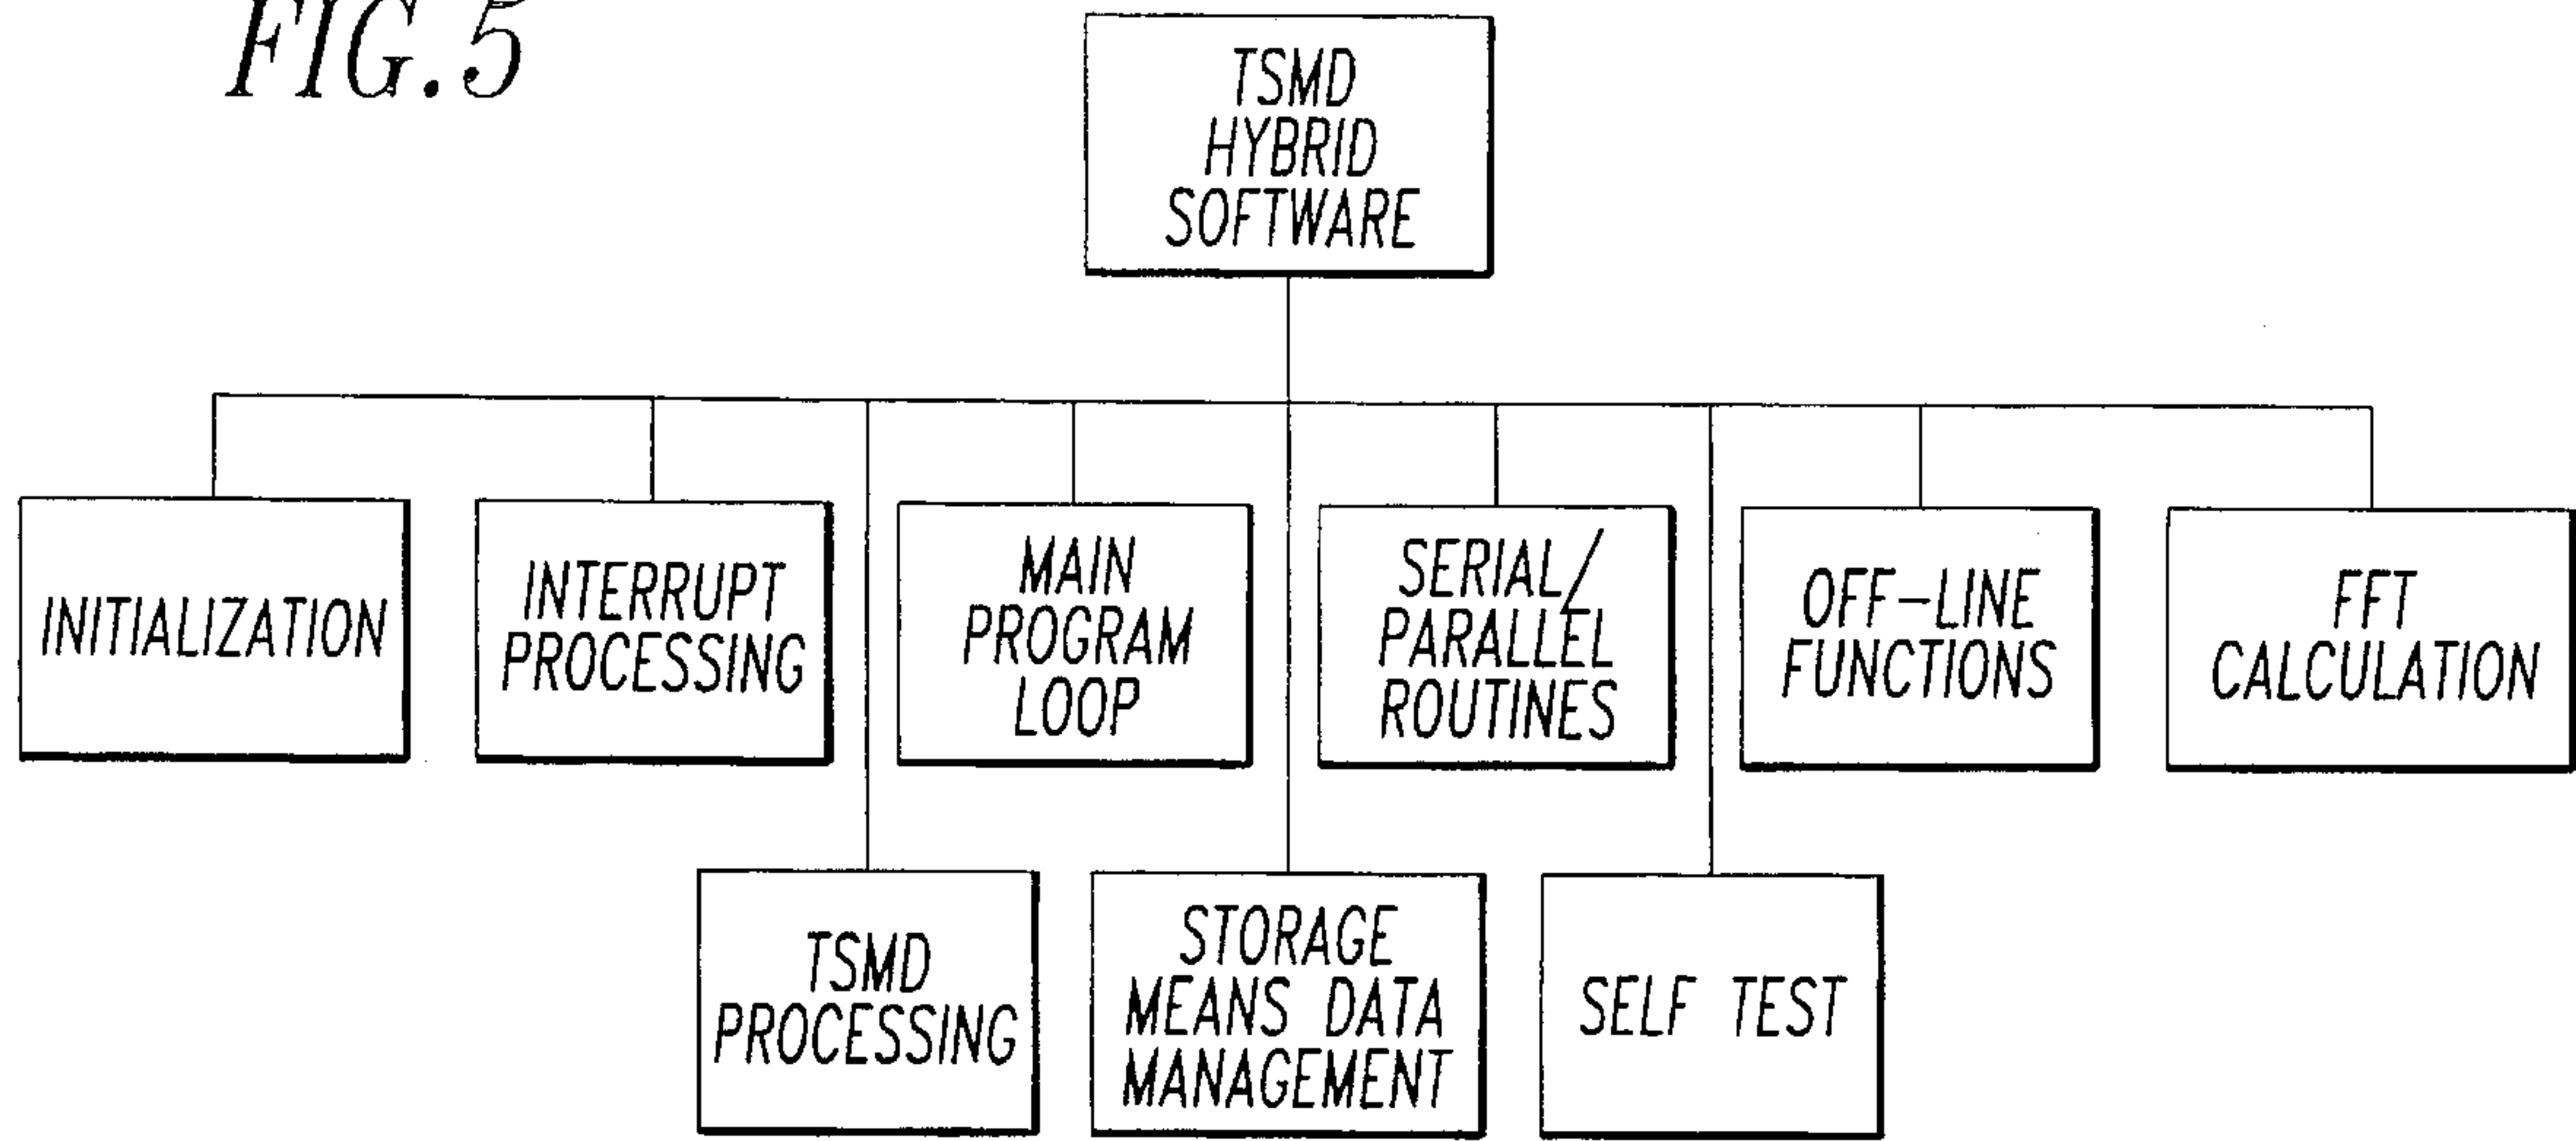 FIG. 5
TSMD
HYBRID
SOFTWARE
INITIALIZATION
INTERRUPT
PROCESSING
MAIN
PROGRAM
LOOP
SERIAL/
PARALLEL
ROUTINES
OFF-LINE
FUNCTIONS
FFT
CALCULATION
TSMD
PROCESSING
STORAGE
MEANS DATA
MANAGEMENT
SELF TEST